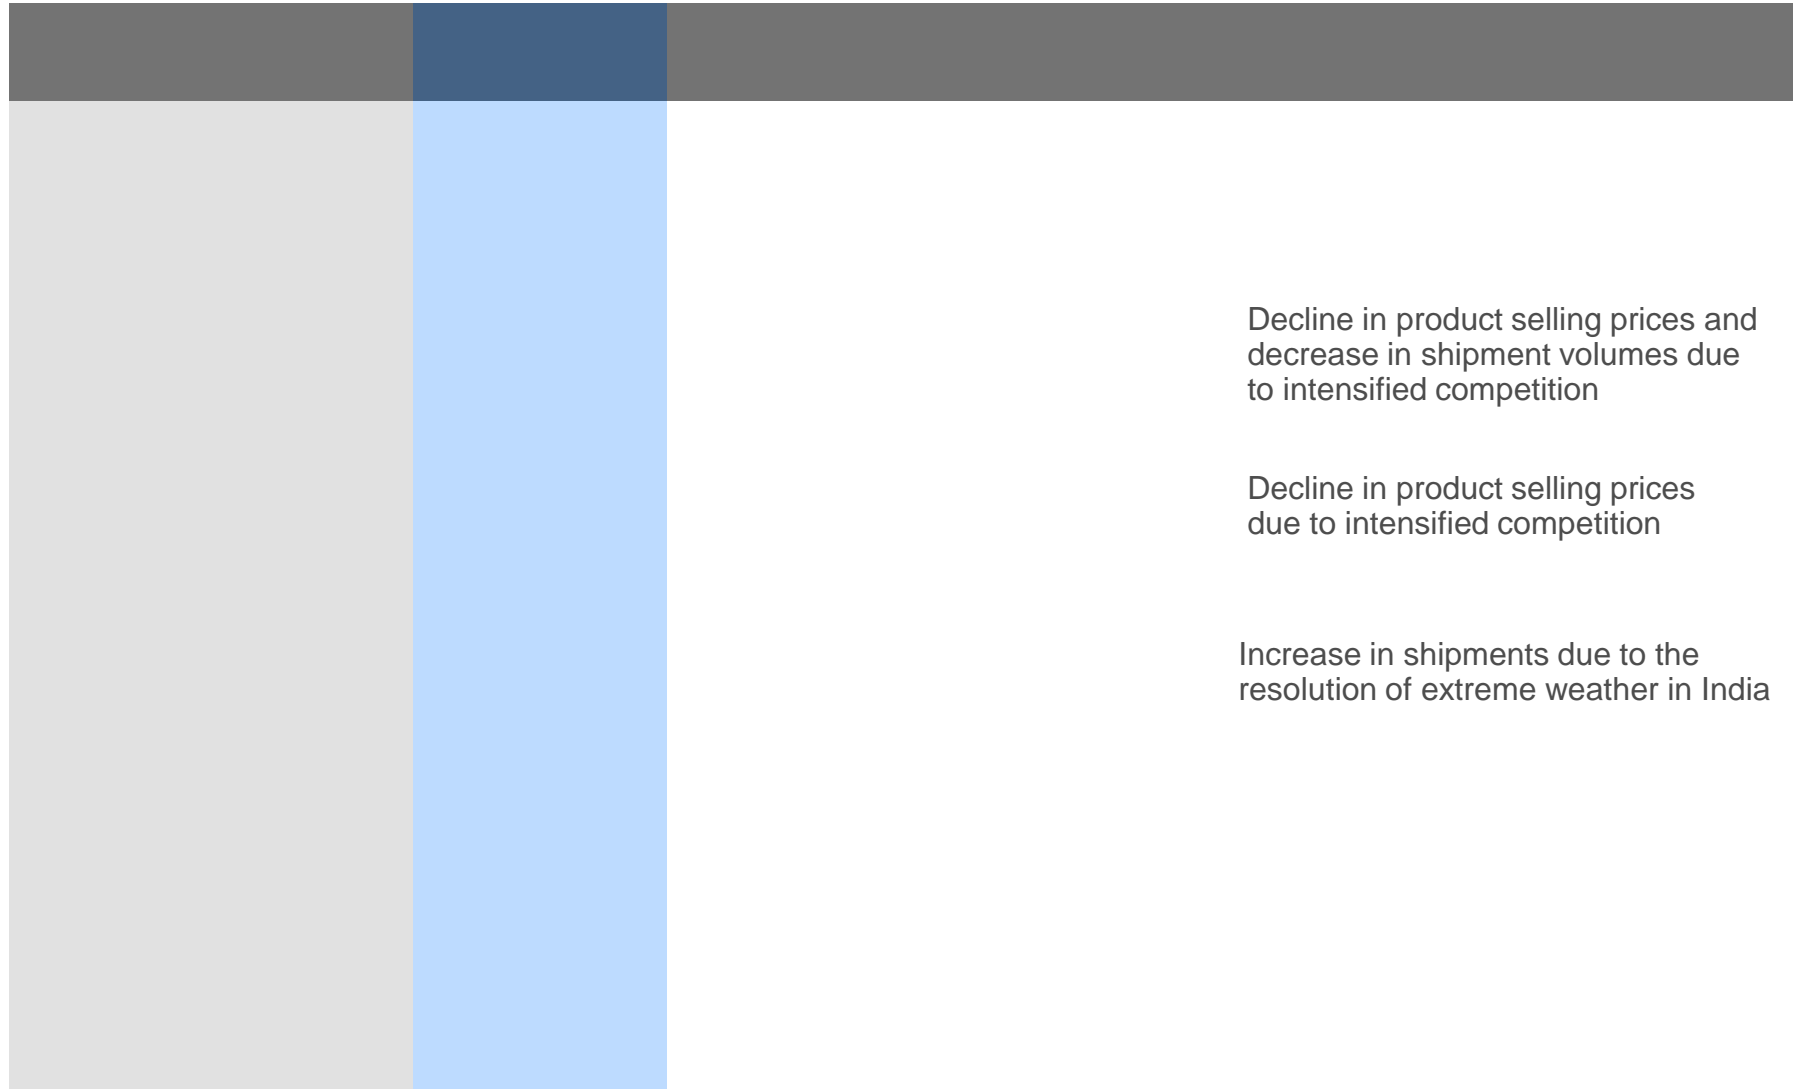 Decline in product selling prices and
decrease in shipment volumes due
to intensified competition
Decline in product selling prices
due to intensified competition
Increase in shipments due to the
resolution of extreme weather in India